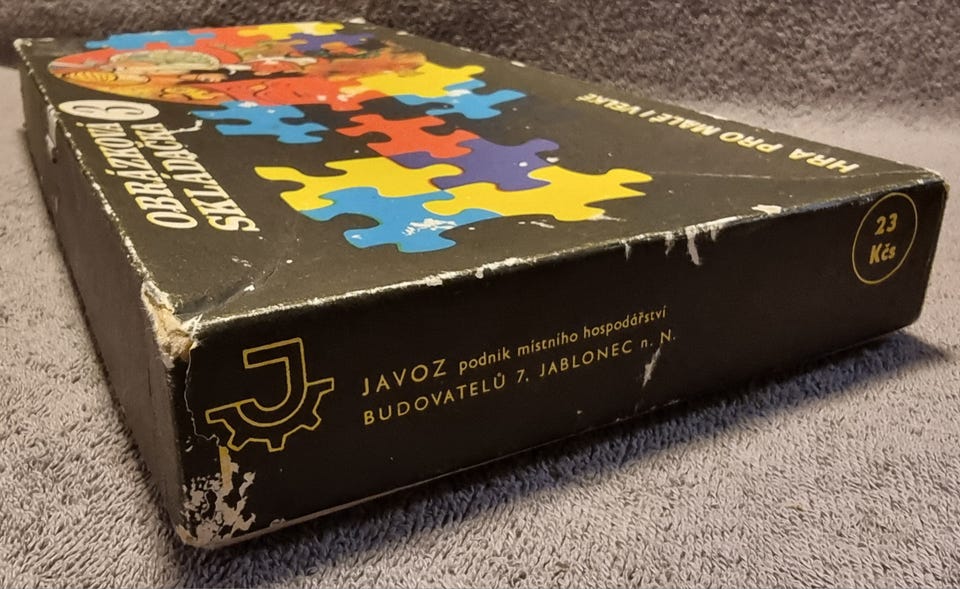 OBRÁZKOVÁ
SKLÁDAČKA
HRA PRO MALÉ I VELKÉ
23
Kčs
J
JAVOZ podnik místního hospodářství
BUDOVATELŮ 7. JABLONEC n. N.